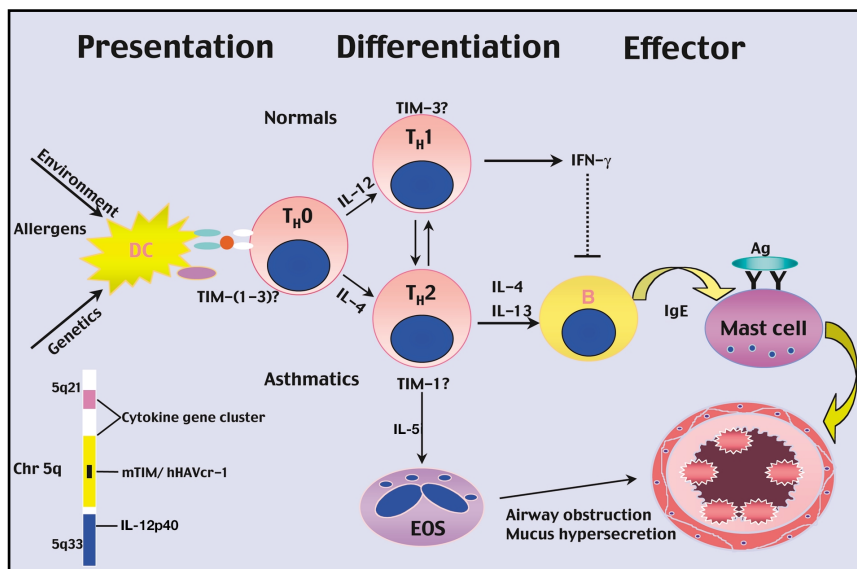 Presentation
Differentiation
Effector
Normals
TIM-3?
TH1
IFN-γ
Environment
IL-12
Allergens
DC
TH0
Ag
TIM-(1-3)?
IL-4
TH2
IL-4
IL-13
B
IgE
Mast cell
Genetics
Asthmatics
TIM-1?
5q21
Cytokine gene cluster
IL-5
Chr 5q
mTIM/ hHAVcr-1
IL-12p40
5q33
EOS
Airway obstruction
Mucus hypersecretion